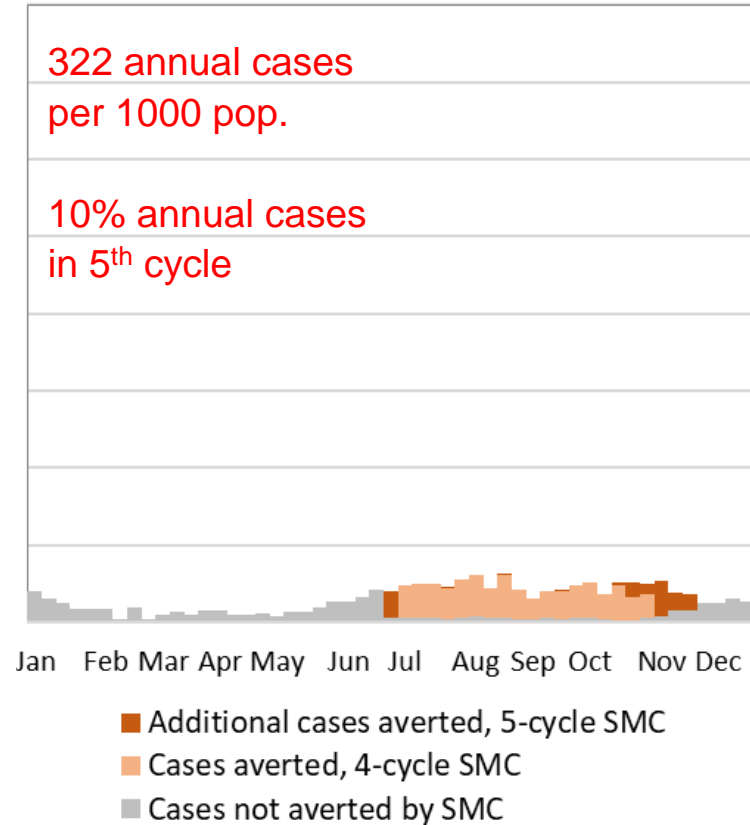 322 annual cases
per 1000 pop.
10% annual cases
in 5th cycle
Jan Feb Mar Apr May Jun Jul Aug Sep Oct Nov Dec
Additional cases averted, 5-cycle SMC
Cases averted, 4-cycle SMC
Cases not averted by SMC